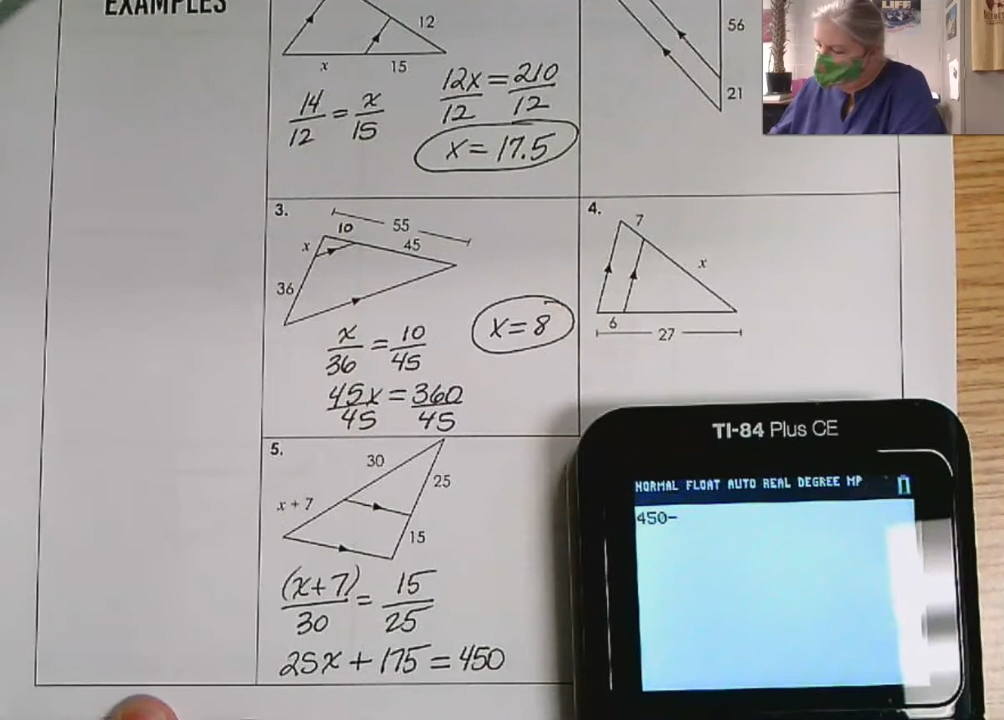 EXAMPLES
12
x
15
14/12 = x/15
12x/12 = 210/12
x = 17.5
56
21
LIFE
3.
10
55
x
45
36
x/36 = 10/45
x = 8
45x/45 = 360/45
4.
7
x
6
27
5.
30
25
x + 7
15
(x+7)/30 = 15/25
25x + 175 = 450
TI-84 Plus CE
NORMAL FLOAT AUTO REAL DEGREE MP
450-